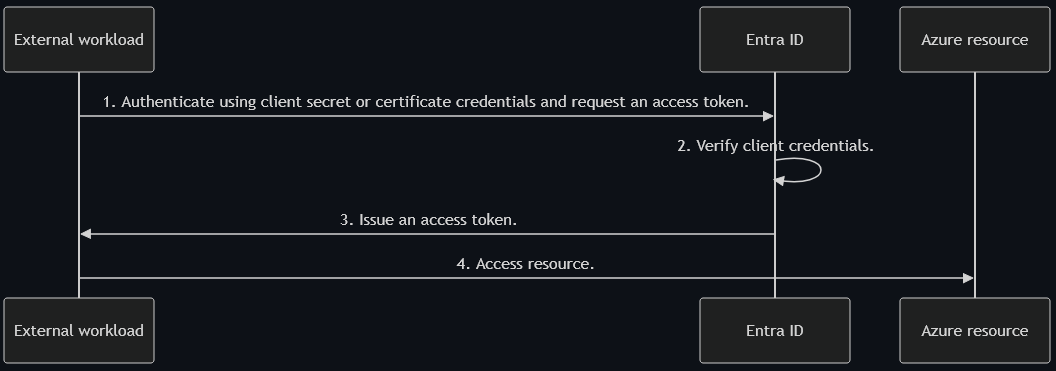 External workload
Entra ID
Azure resource
1. Authenticate using client secret or certificate credentials and request an access token.
2. Verify client credentials.
3. Issue an access token.
4. Access resource.
External workload
Entra ID
Azure resource